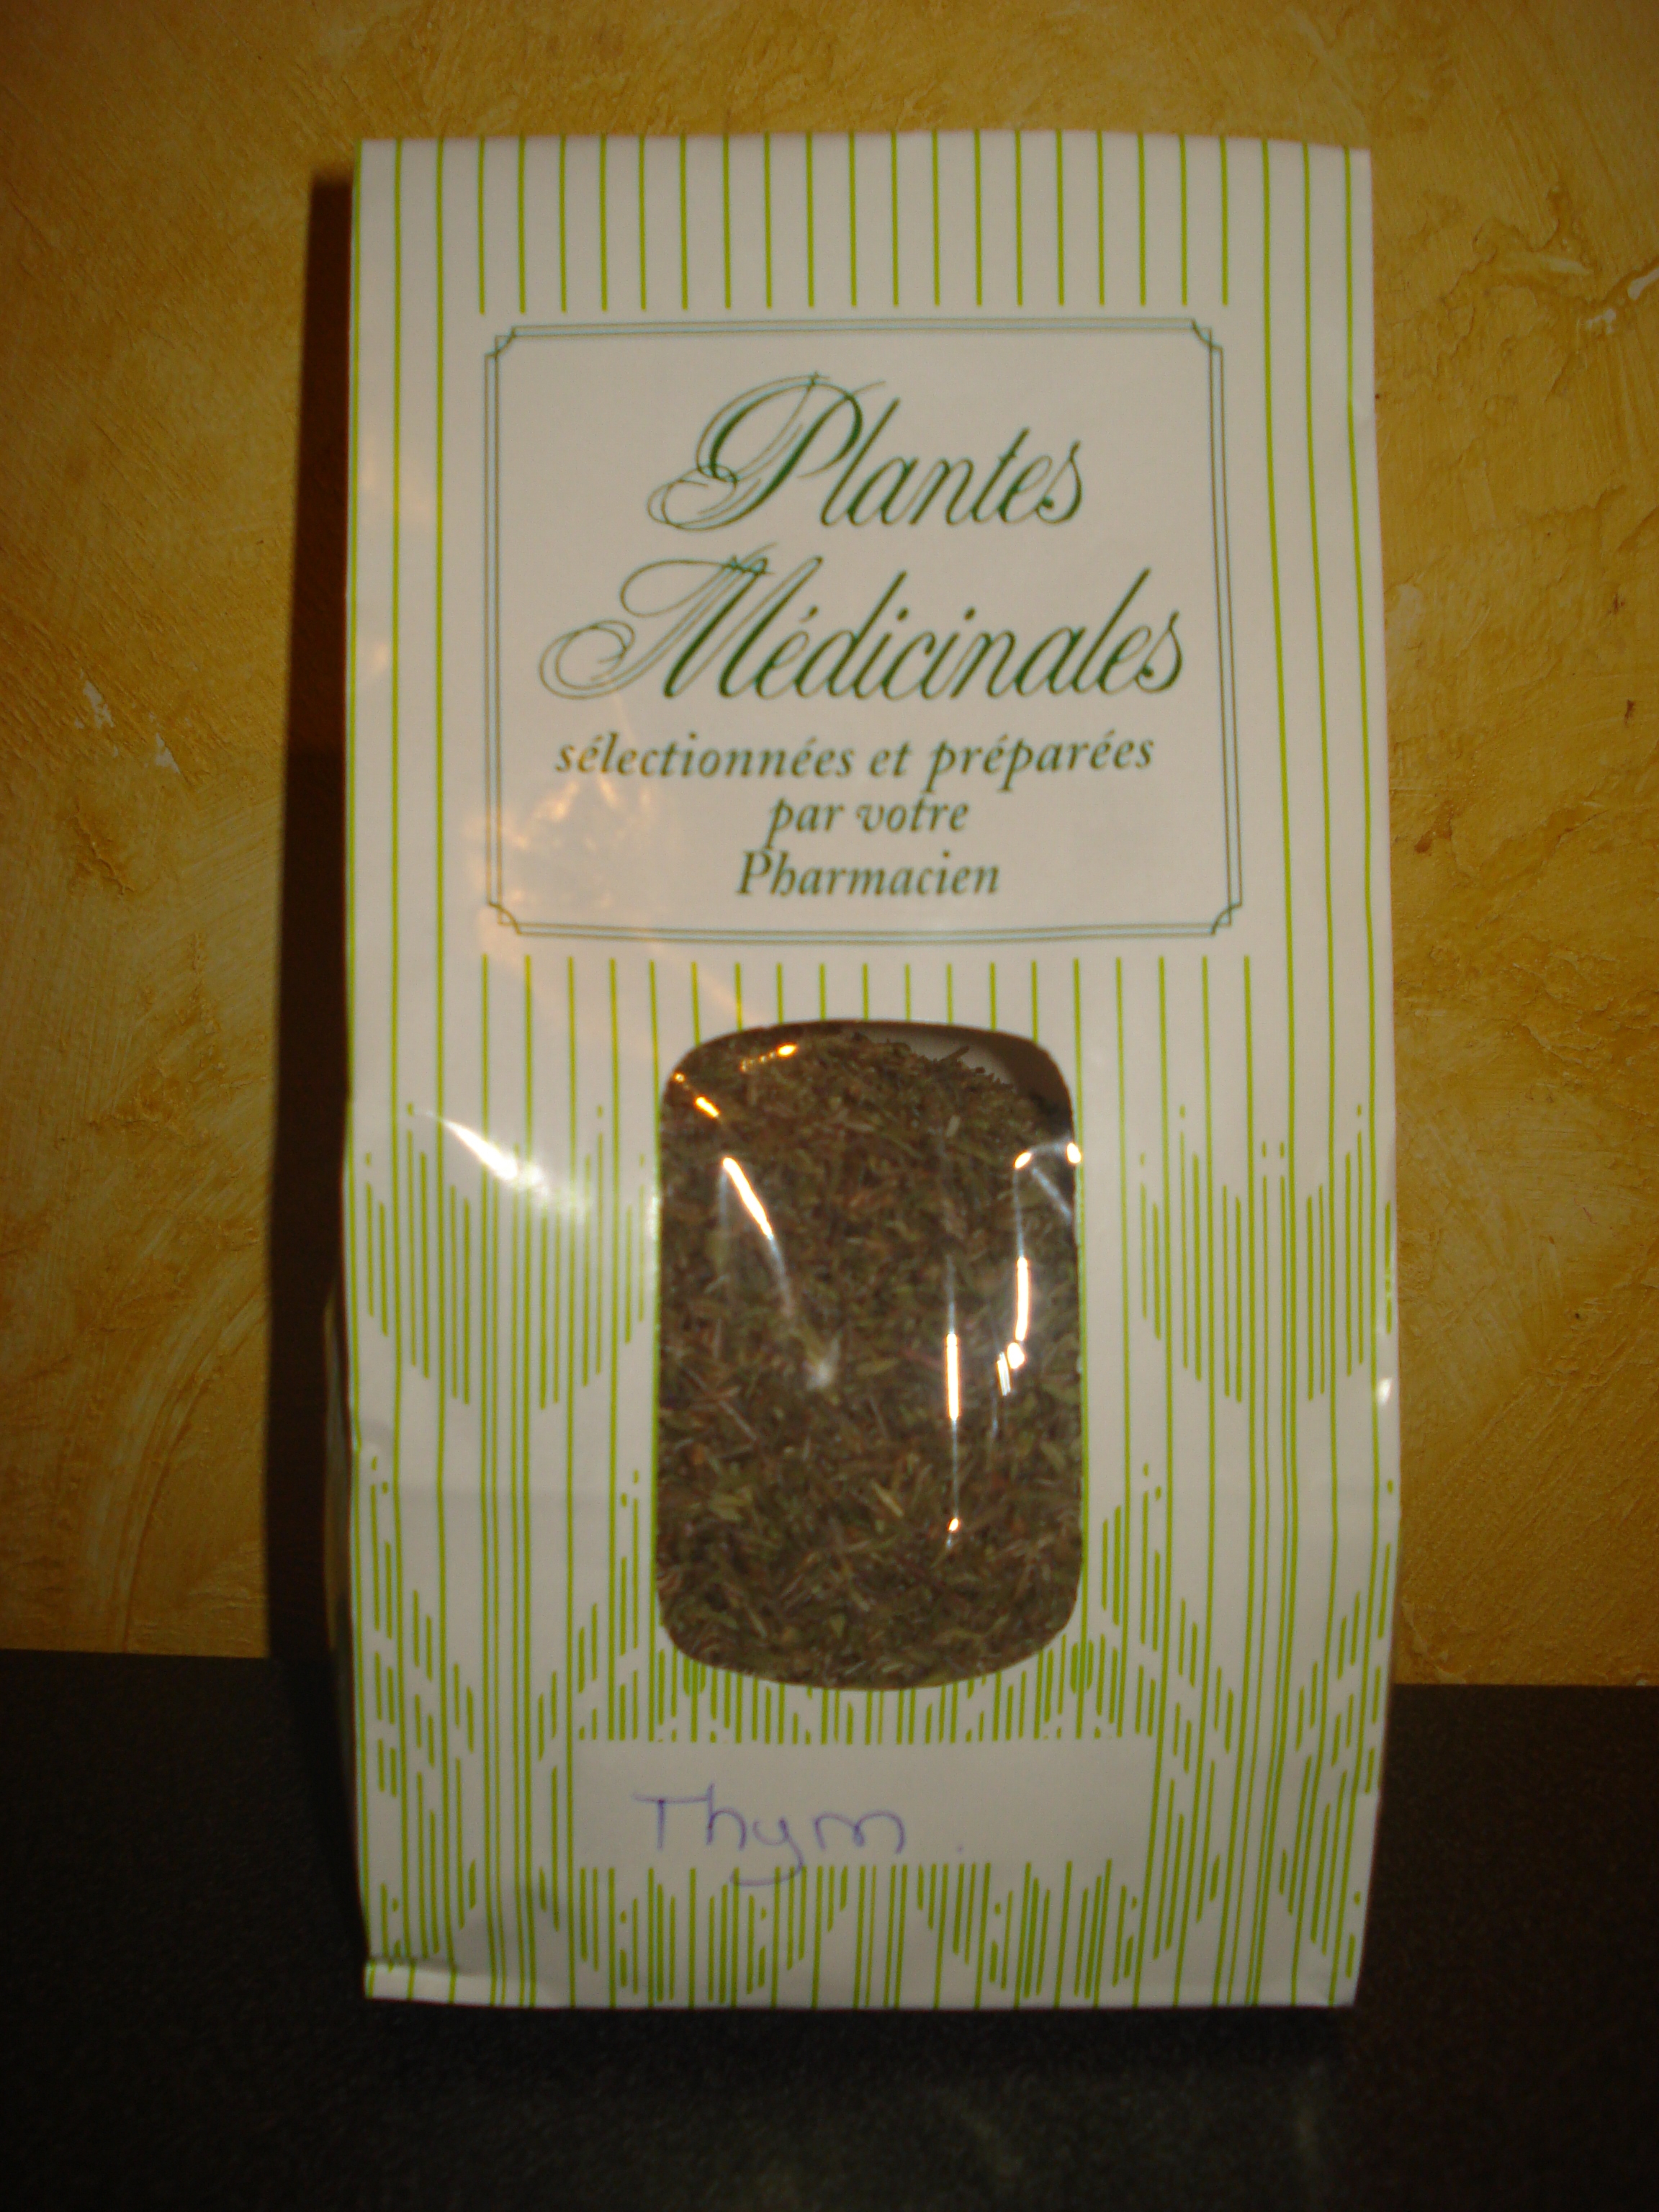 Plantes
Médicinales
sélectionnées et préparées
par votre
Pharmacien
Thym.